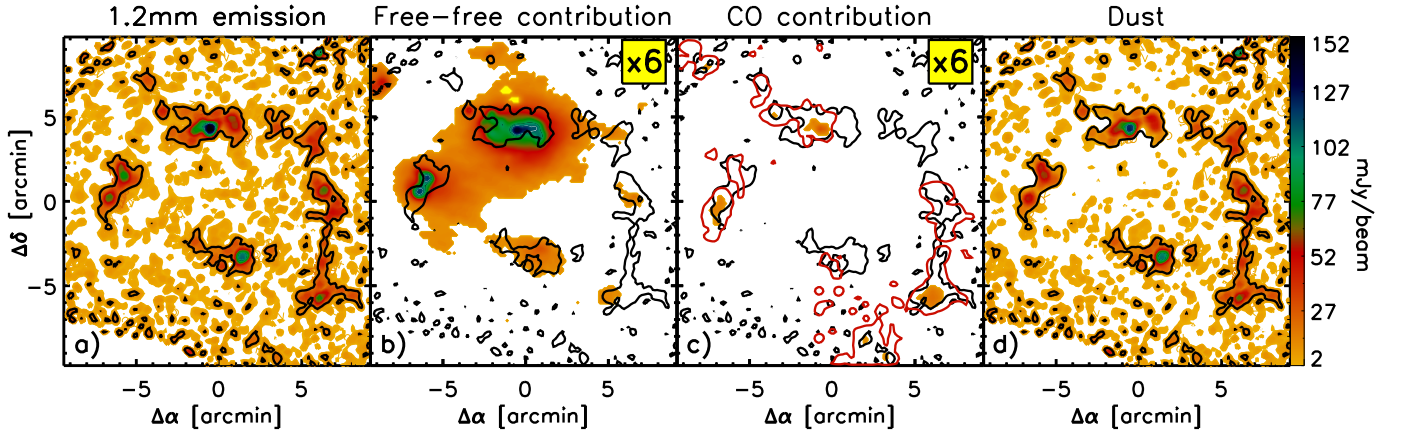 1.2mm emission Free-free contribution CO contribution Dust
×6 ×6
152
127
102
77
52
27
2
mJy/beam
5
0
−5
Δδ [arcmin]
a) b) c) d)
−5 0 5 −5 0 5 −5 0 5 −5 0 5
Δα [arcmin] Δα [arcmin] Δα [arcmin] Δα [arcmin]